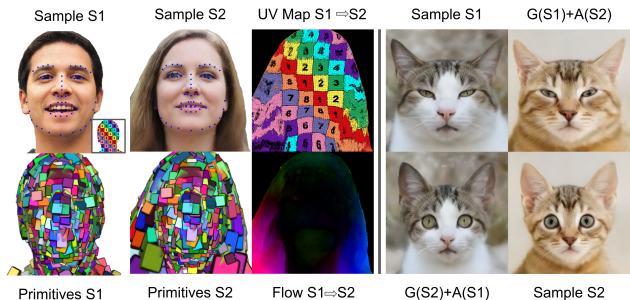 Sample S1
Sample S2
UV Map S1 ⇨S2
Sample S1
G(S1)+A(S2)
Primitives S1
Primitives S2
Flow S1⇨S2
G(S2)+A(S1)
Sample S2